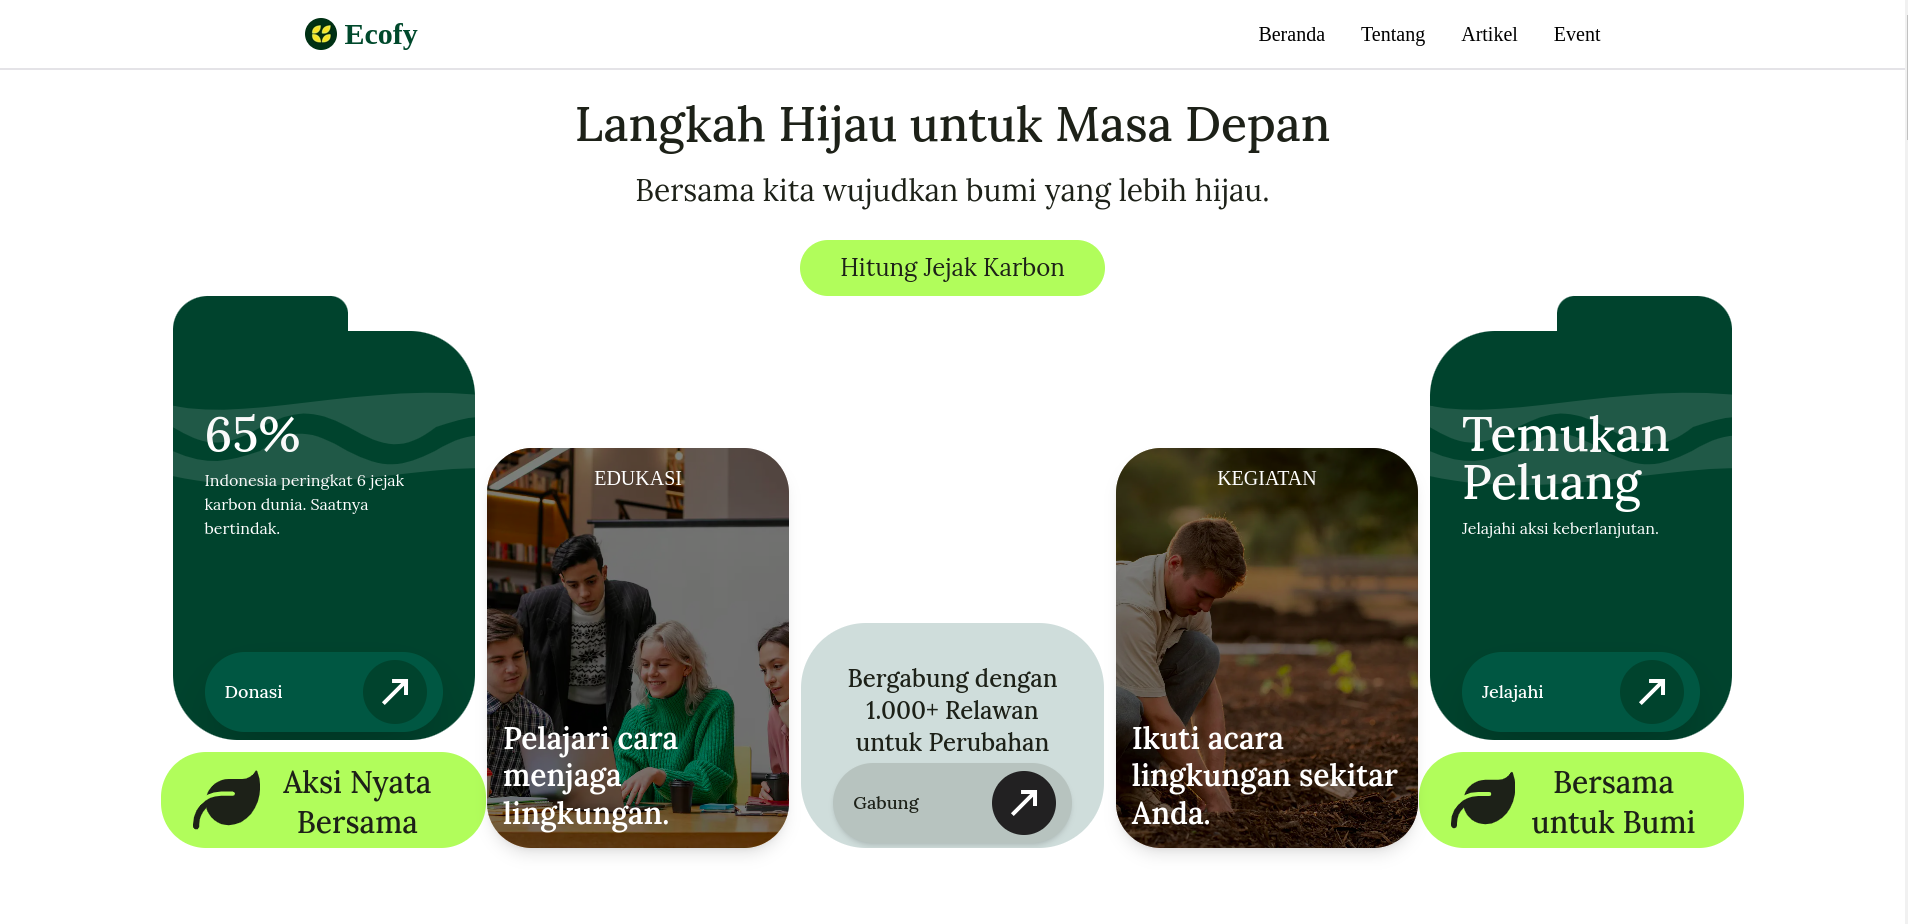 Ecofy
Beranda
Tentang
Artikel
Event
Langkah Hijau untuk Masa Depan
Bersama kita wujudkan bumi yang lebih hijau.
Hitung Jejak Karbon
65%
Indonesia peringkat 6 jejak
karbon dunia. Saatnya
bertindak.
Donasi
Aksi Nyata
Bersama
EDUKASI
Pelajari cara
menjaga
lingkungan.
Bergabung dengan
1.000+ Relawan
untuk Perubahan
Gabung
KEGIATAN
Ikuti acara
lingkungan sekitar
Anda.
Temukan
Peluang
Jelajahi aksi keberlanjutan.
Jelajahi
Bersama
untuk Bumi